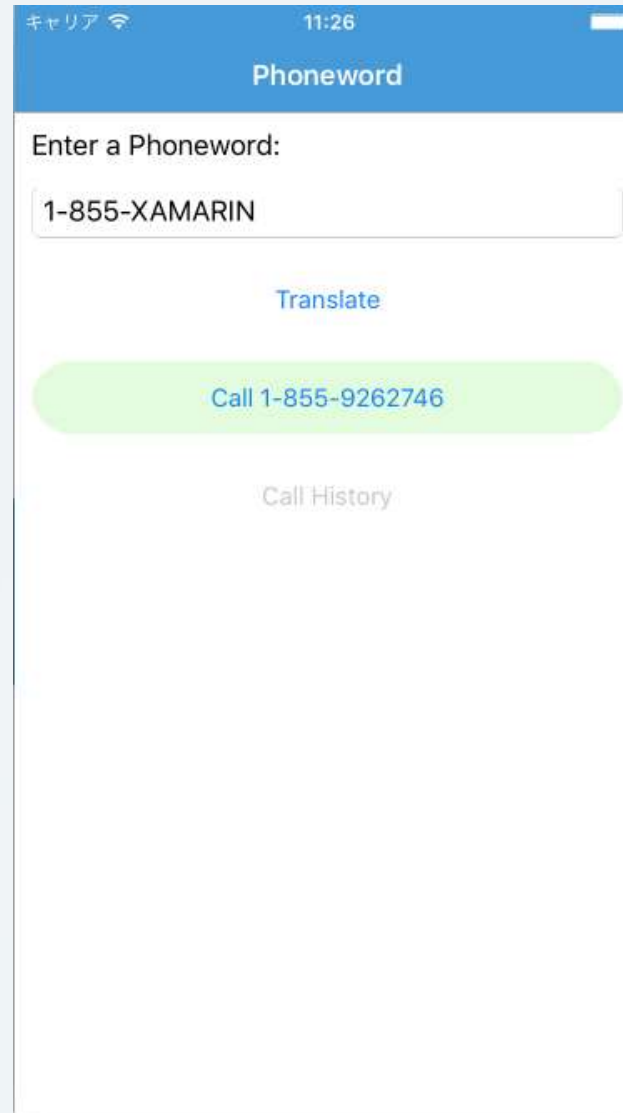 キャリア 11:26
Phoneword
Enter a Phoneword:
1-855-XAMARIN
Translate
Call 1-855-9262746
Call History